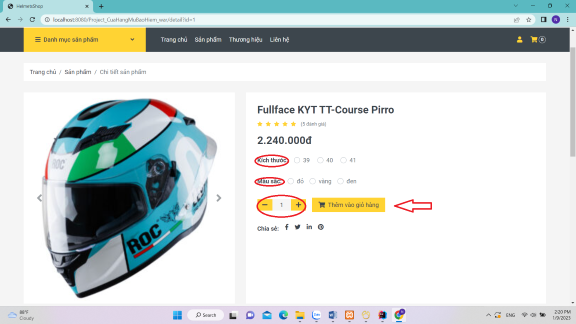 HelmetsShop
localhost:8080/Project_CuaHangMuBaoHiem_war/detail?id=1
Danh mục sản phẩm
Trang chủ Sản phẩm Thương hiệu Liên hệ
0
Trang chủ / Sản phẩm / Chi tiết sản phẩm
Fullface KYT TT-Course Pirro
(5 đánh giá)
2.240.000đ
Kích thước: 39 40 41
Màu sắc: đỏ vàng đen
1
Thêm vào giỏ hàng
Chia sẻ:
ROC
ROC
88°F
Cloudy
Search
ENG
2:20 PM
1/9/2023